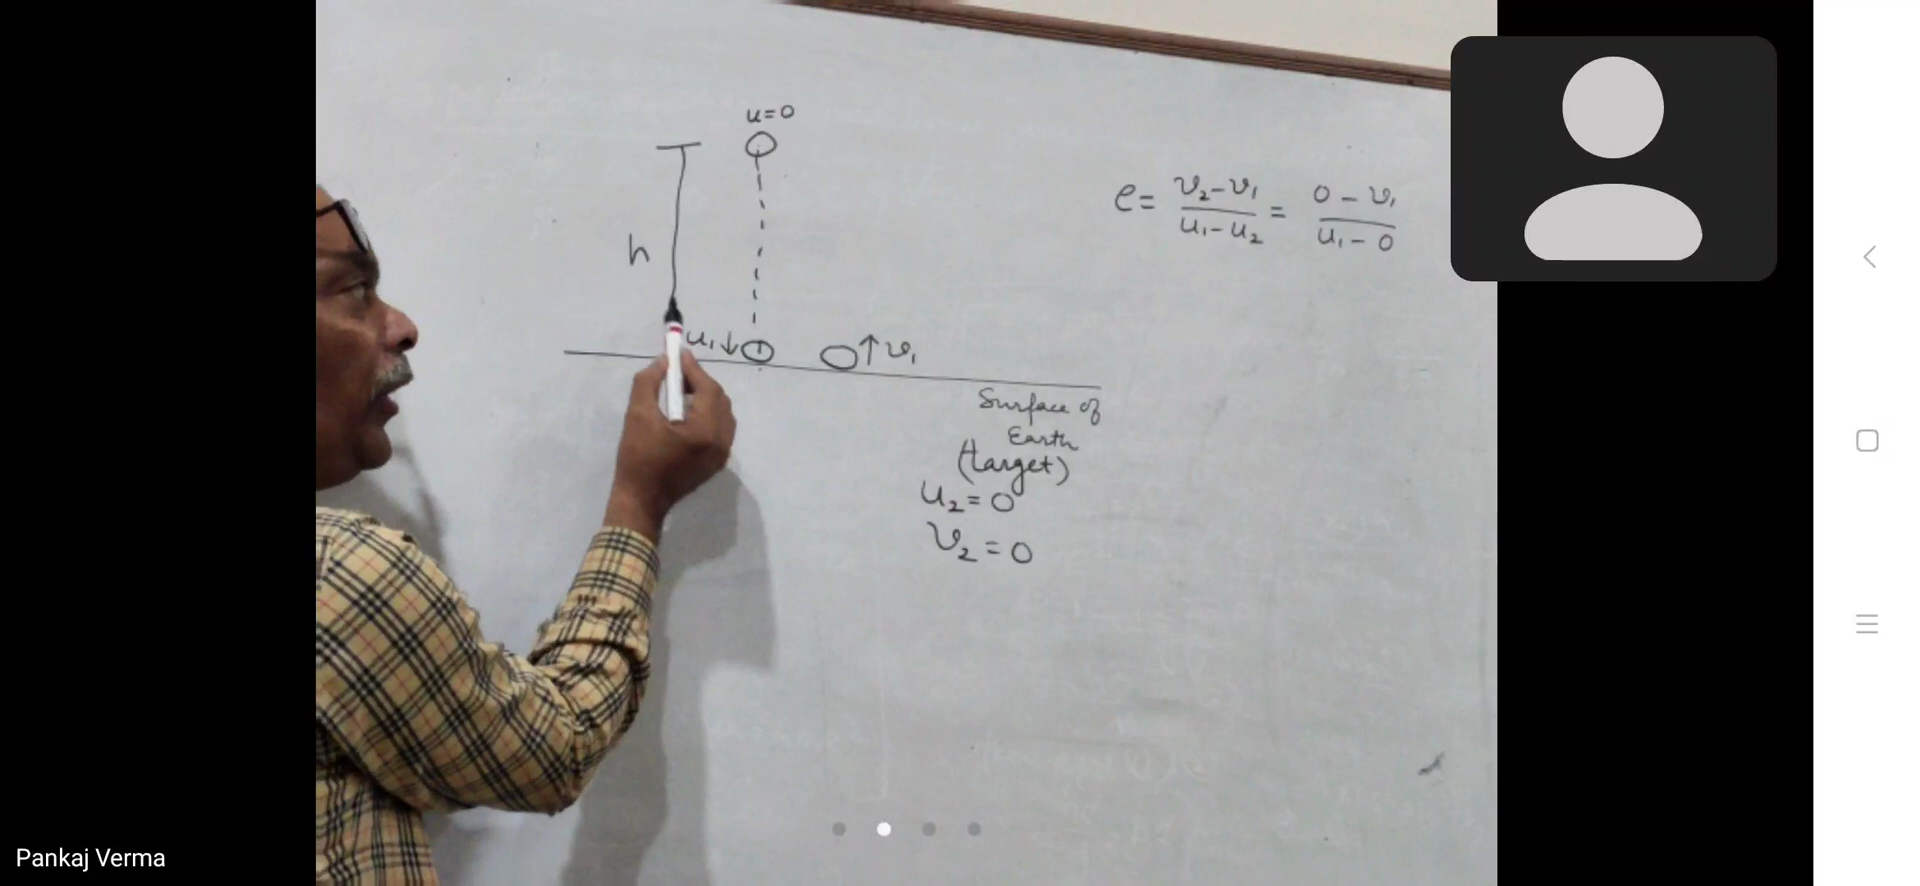 u=0
h
u₁↓
↑v₁
e= v₂-v₁ / u₁-u₂ = 0-v₁ / u₁-0
Surface of
Earth
(target)
u₂=0
v₂=0
Pankaj Verma